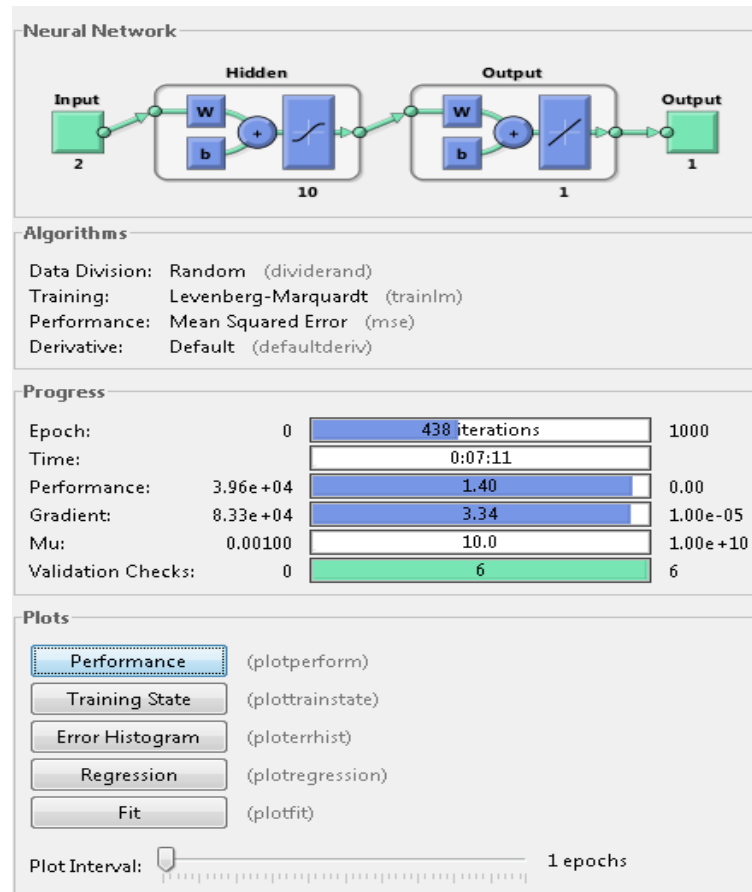 Neural Network
Hidden Output
Input Output
W W
+ +
b b
2 10 1 1
Algorithms
Data Division: Random (dividerand)
Training: Levenberg-Marquardt (trainlm)
Performance: Mean Squared Error (mse)
Derivative: Default (defaultderiv)
Progress
Epoch: 0 438 iterations 1000
Time: 0:07:11
Performance: 3.96e+04 1.40 0.00
Gradient: 8.33e+04 3.34 1.00e-05
Mu: 0.00100 10.0 1.00e+10
Validation Checks: 0 6 6
Plots
Performance (plotperform)
Training State (plottrainstate)
Error Histogram (ploterrhist)
Regression (plotregression)
Fit (plotfit)
Plot Interval: 1 epochs